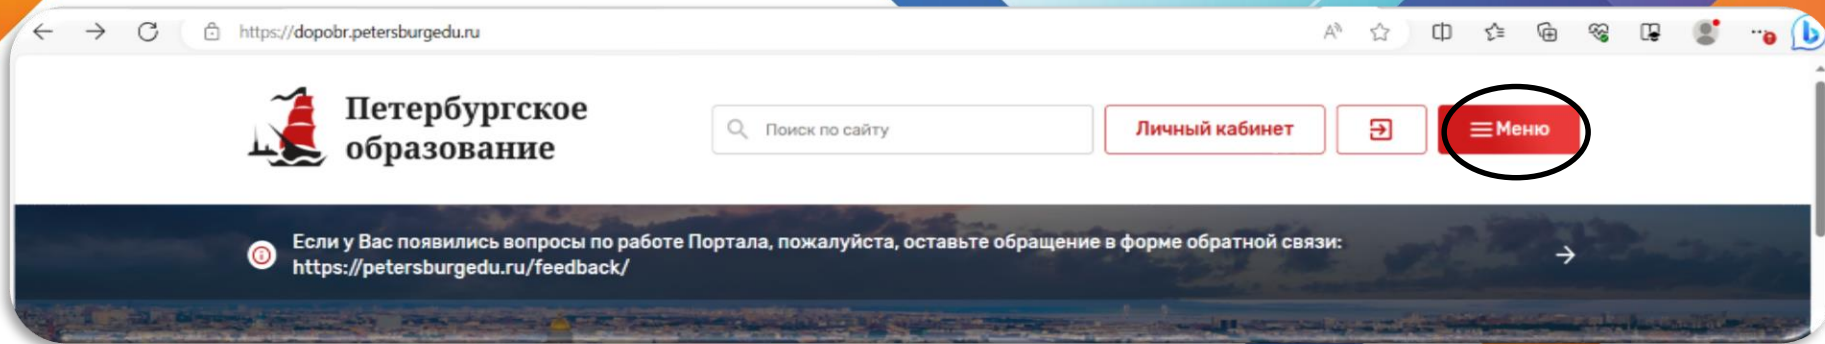 https://dopobr.petersburgedu.ru
Петербургское
образование
Поиск по сайту
Личный кабинет
Меню
Если у Вас появились вопросы по работе Портала, пожалуйста, оставьте обращение в форме обратной связи:
https://petersburgedu.ru/feedback/